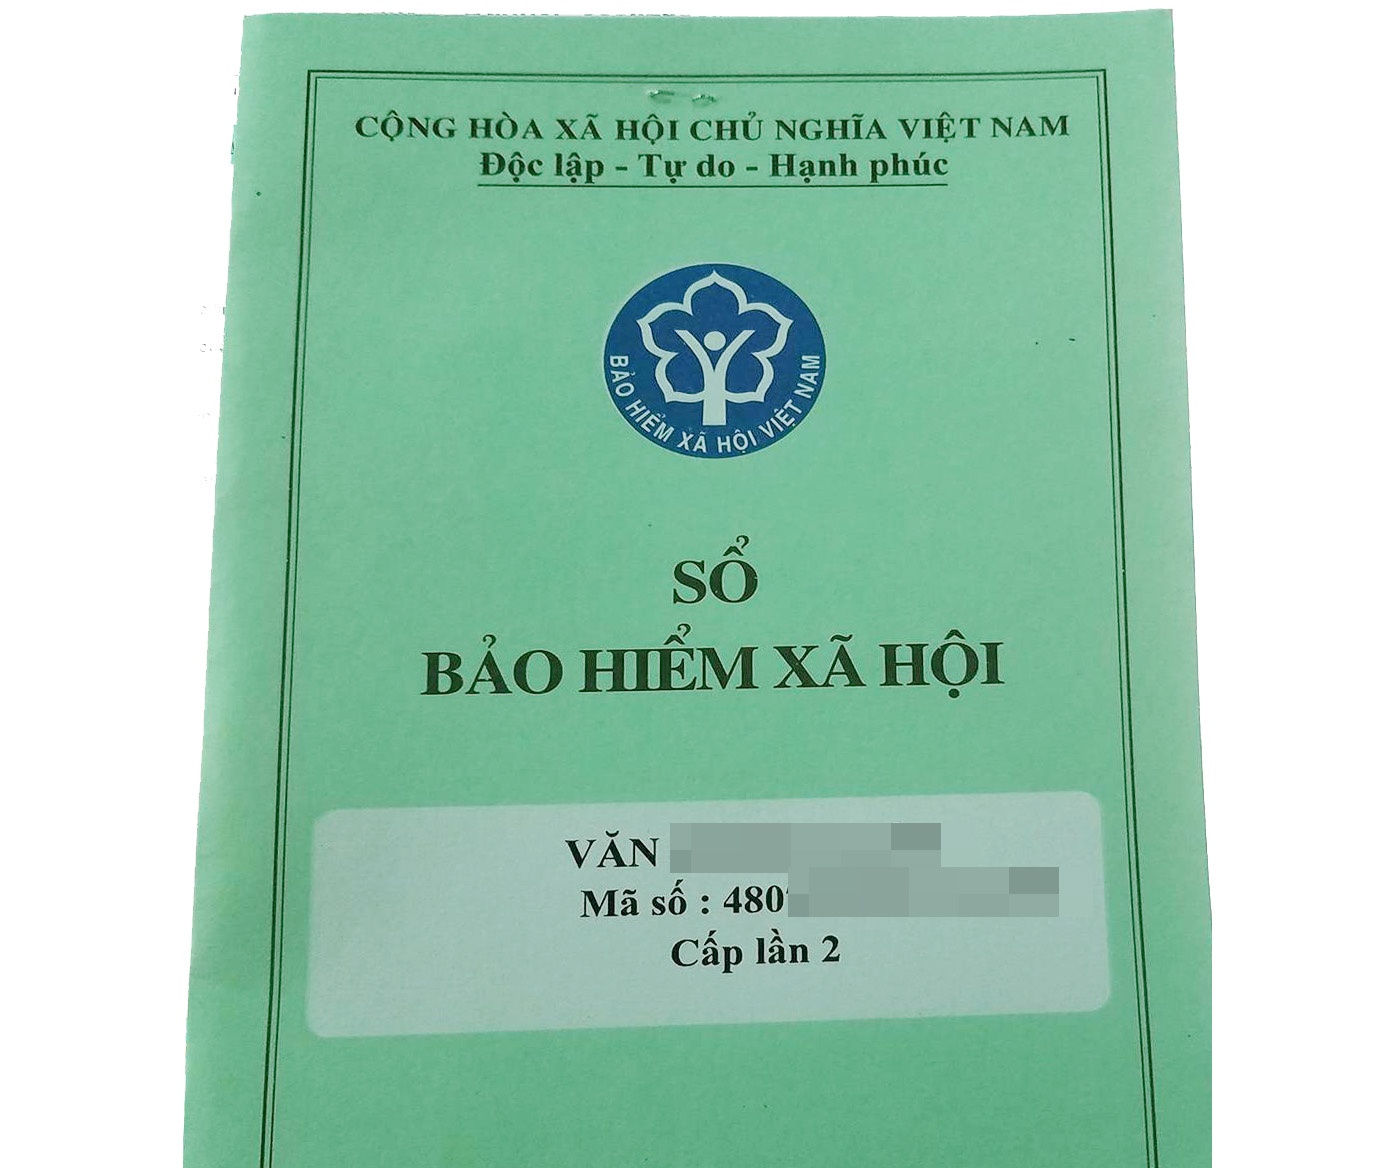 CỘNG HÒA XÃ HỘI CHỦ NGHĨA VIỆT NAM
Độc lập - Tự do - Hạnh phúc
BẢO HIỂM XÃ HỘI VIỆT NAM
SỔ
BẢO HIỂM XÃ HỘI
VĂN
Mã số : 480
Cấp lần 2